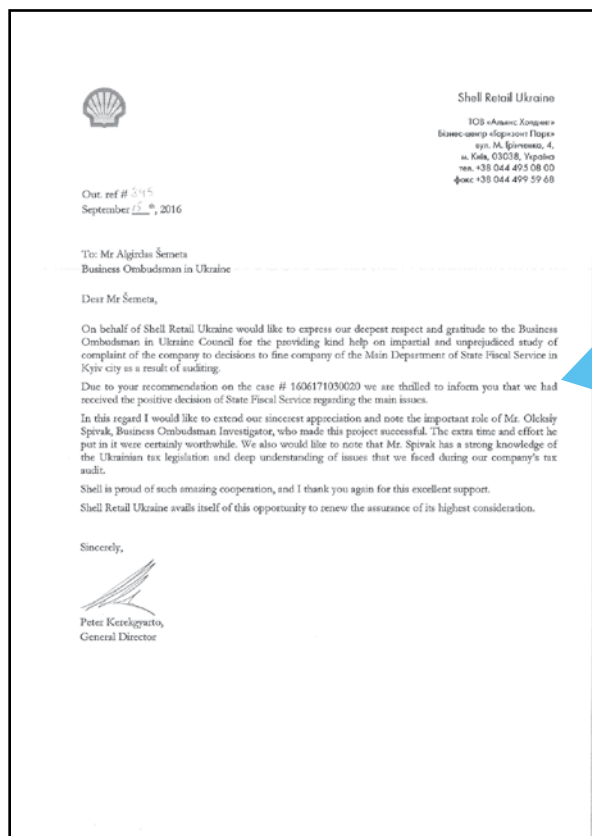 Shell Retail Ukraine
ТОВ «Альянс Холдинг»
Бізнес-центр «Горизонт Парк»
вул. М. Грінченка, 4,
м. Київ, 03038, Україна
тел. +38 044 495 08 00
факс +38 044 499 59 68
Out. ref # 395
September 15 th, 2016
To: Mr Algirdas Šemeta
Business Ombudsman in Ukraine
Dear Mr Šemeta,
On behalf of Shell Retail Ukraine would like to express our deepest respect and gratitude to the Business
Ombudsman in Ukraine Council for the providing kind help on impartial and unprejudiced study of
complaint of the company to decisions to fine company of the Main Department of State Fiscal Service in
Kyiv city as a result of auditing.
Due to your recommendation on the case # 1606171030020 we are thrilled to inform you that we had
received the positive decision of State Fiscal Service regarding the main issues.
In this regard I would like to extend our sincerest appreciation and note the important role of Mr. Oleksiy
Spivak, Business Ombudsman Investigator, who made this project successful. The extra time and effort he
put in it were certainly worthwhile. We also would like to note that Mr. Spivak has a strong knowledge of
the Ukrainian tax legislation and deep understanding of issues that we faced during our company's tax
audit.
Shell is proud of such amazing cooperation, and I thank you again for this excellent support.
Shell Retail Ukraine avails itself of this opportunity to renew the assurance of its highest consideration.
Sincerely,
Peter Kerekgyarto,
General Director